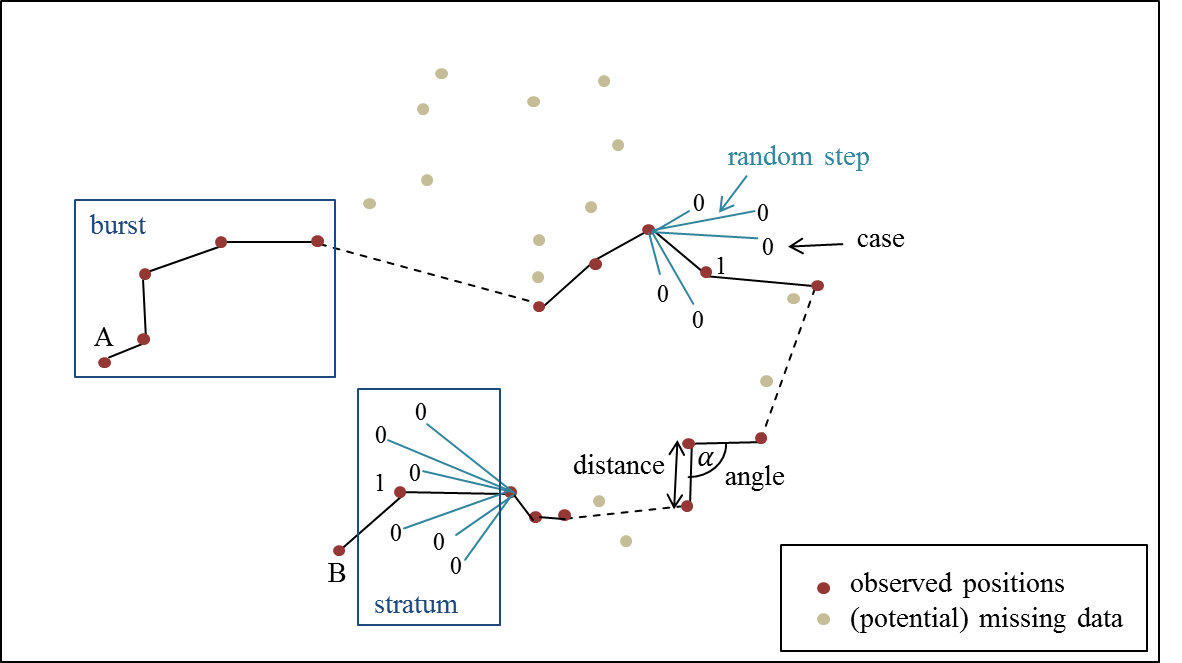 random step
0
0
burst
0
case
1
A
0
0
0
0
0
distance
α
angle
1
0
0
B
0
stratum
observed positions
(potential) missing data